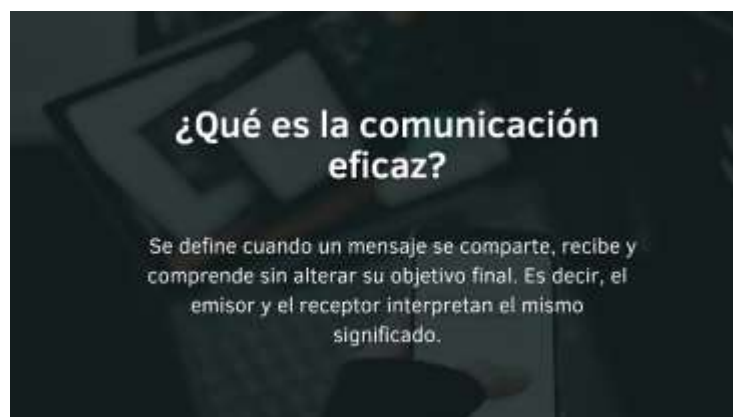 ¿Qué es la comunicación
eficaz?
Se define cuando un mensaje se comparte, recibe y
comprende sin alterar su objetivo final. Es decir, el
emisor y el receptor interpretan el mismo
significado.